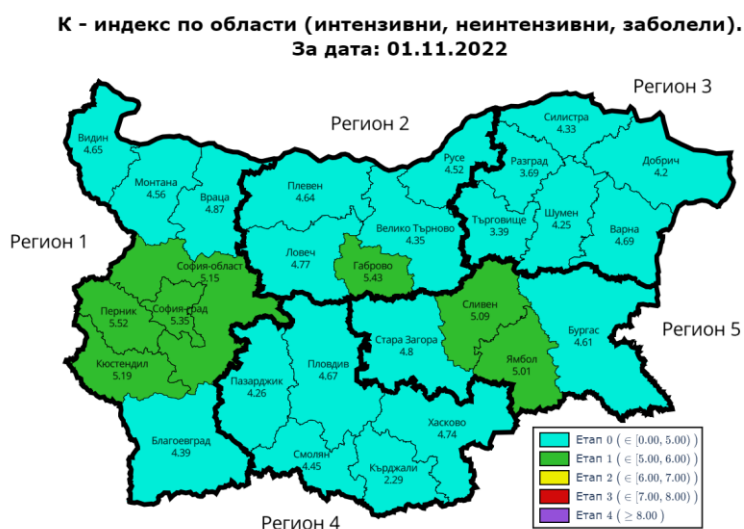 К - индекс по области (интензивни, неинтензивни, заболели).
За дата: 01.11.2022
Регион 3
Регион 2
Силистра
4.33
Видин
4.65
Русе
4.52
Разград
3.69
Добрич
4.2
Монтана
4.56
Плевен
4.64
Враца
4.87
Търговище
3.39
Шумен
4.25
Варна
4.69
Велико Търново
4.35
Регион 1
Ловеч
4.77
София-област
5.15
Габрово
5.43
Перник
5.52
София-град
5.35
Сливен
5.09
Бургас
4.61
Регион 5
Стара Загора
4.8
Кюстендил
5.19
Пловдив
4.67
Ямбол
5.01
Пазарджик
4.26
Хасково
4.74
Благоевград
4.39
Смолян
4.45
Кърджали
2.29
Регион 4
Етап 0 ( ∈ [0.00, 5.00) )
Етап 1 ( ∈ [5.00, 6.00) )
Етап 2 ( ∈ [6.00, 7.00) )
Етап 3 ( ∈ [7.00, 8.00) )
Етап 4 ( ≥ 8.00 )